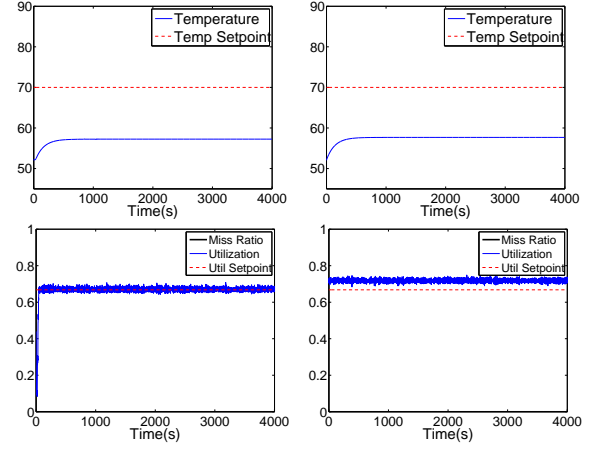 90
80
70
60
50
Temperature
Temp Setpoint
0 1000 2000 3000 4000
Time(s)
90
80
70
60
50
Temperature
Temp Setpoint
0 1000 2000 3000 4000
Time(s)
1
0.8
0.6
0.4
0.2
0
Miss Ratio
Utilization
Util Setpoint
0 1000 2000 3000 4000
Time(s)
1
0.8
0.6
0.4
0.2
0
Miss Ratio
Utilization
Util Setpoint
0 1000 2000 3000 4000
Time(s)